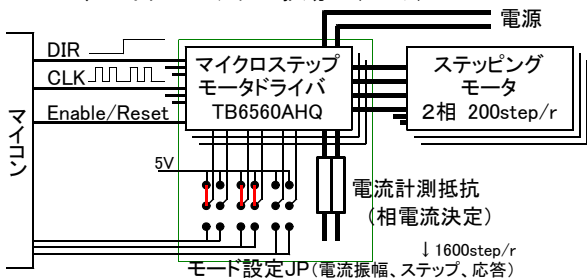 電源
DIR
CLK
Enable/Reset
マイコン
マイクロステップ
モータドライバ
TB6560AHQ
ステッピング
モータ
2相 200step/r
5V
電流計測抵抗
(相電流決定)
↓1600step/r
モード設定JP(電流振幅、ステップ、応答)